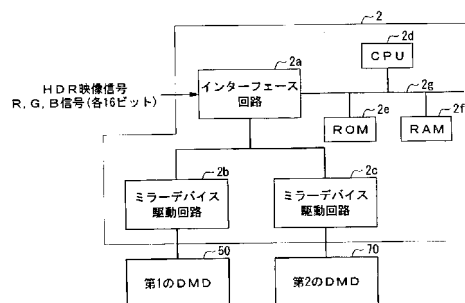 2
2d
CPU
2a
HDR映像信号
R, G, B信号(各16ビット)
インターフェース
回路
2g
2e
ROM
2f
RAM
2b
ミラーデバイス
駆動回路
2c
ミラーデバイス
駆動回路
50
第1のDMD
70
第2のDMD